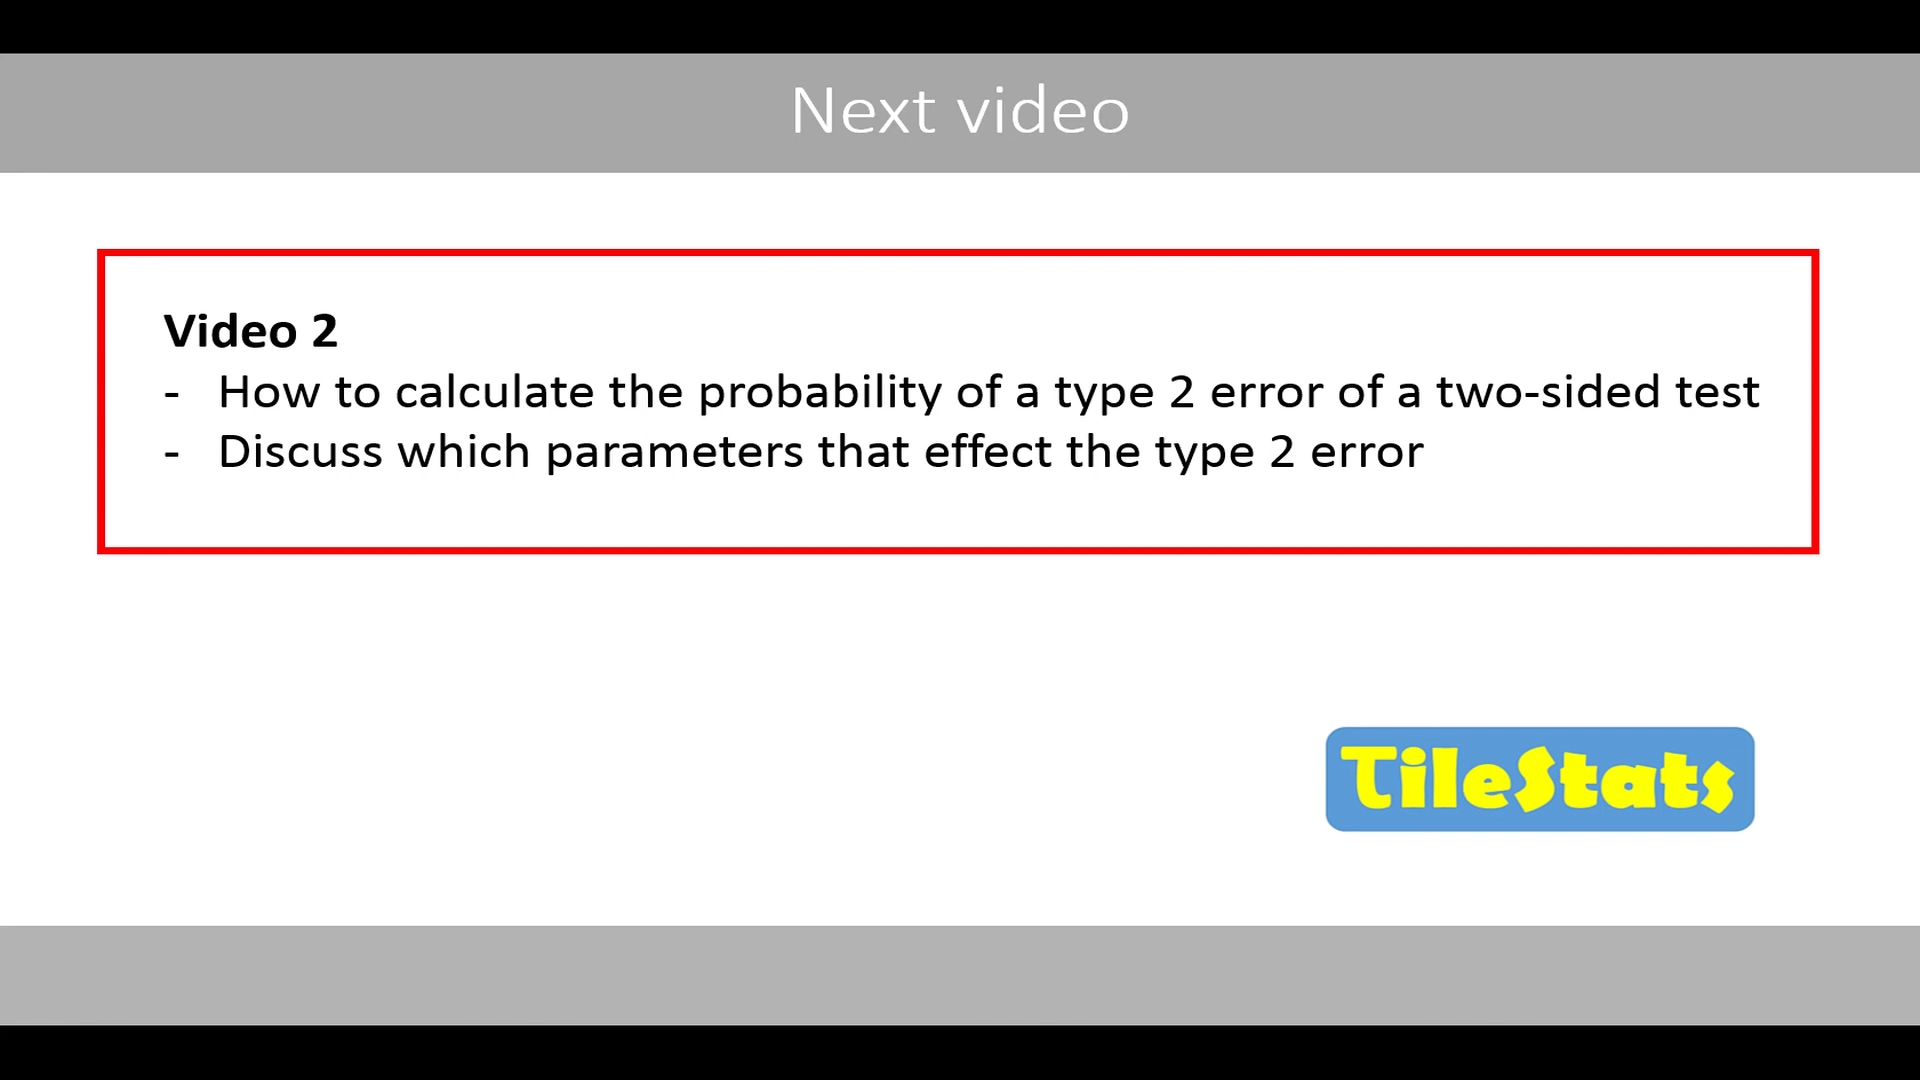 Next video
Video 2
- How to calculate the probability of a type 2 error of a two-sided test
- Discuss which parameters that effect the type 2 error
TileStats